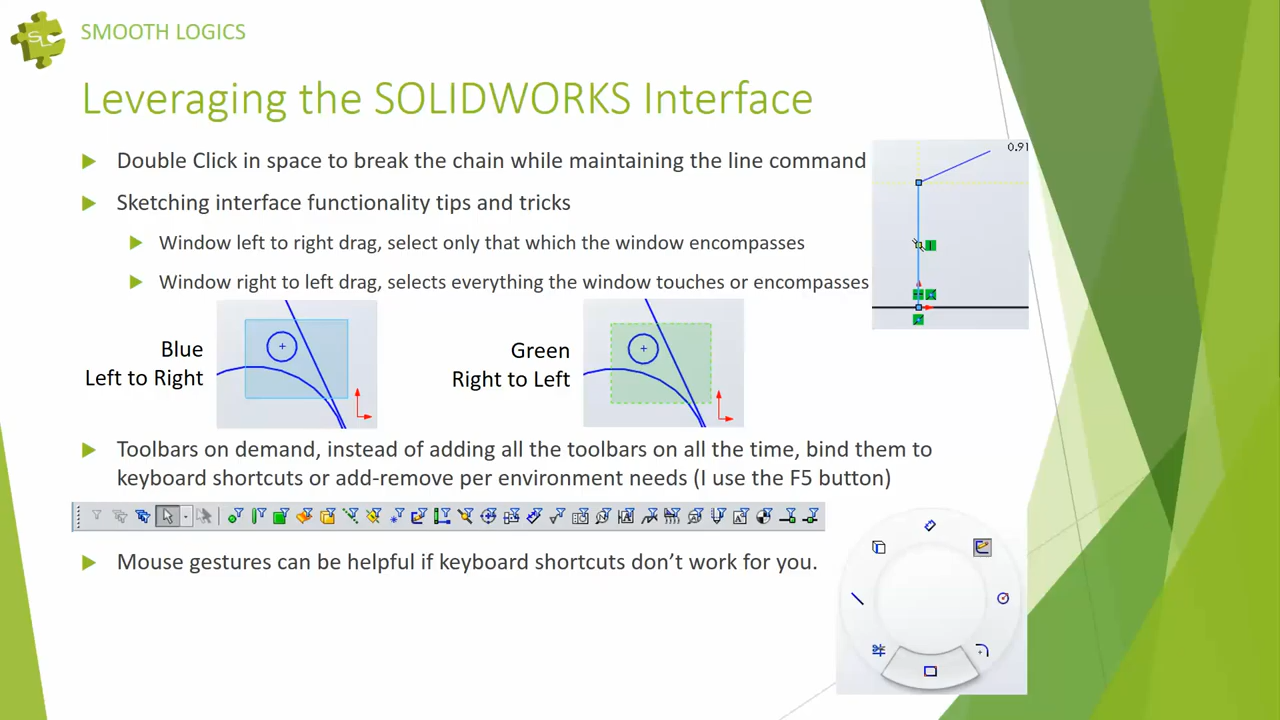 SMOOTH LOGICS
Leveraging the SOLIDWORKS Interface
Double Click in space to break the chain while maintaining the line command
0.91
Sketching interface functionality tips and tricks
Window left to right drag, select only that which the window encompasses
Window right to left drag, selects everything the window touches or encompasses
Blue
Left to Right
Green
Right to Left
Toolbars on demand, instead of adding all the toolbars on all the time, bind them to
keyboard shortcuts or add-remove per environment needs (I use the F5 button)
Mouse gestures can be helpful if keyboard shortcuts don’t work for you.